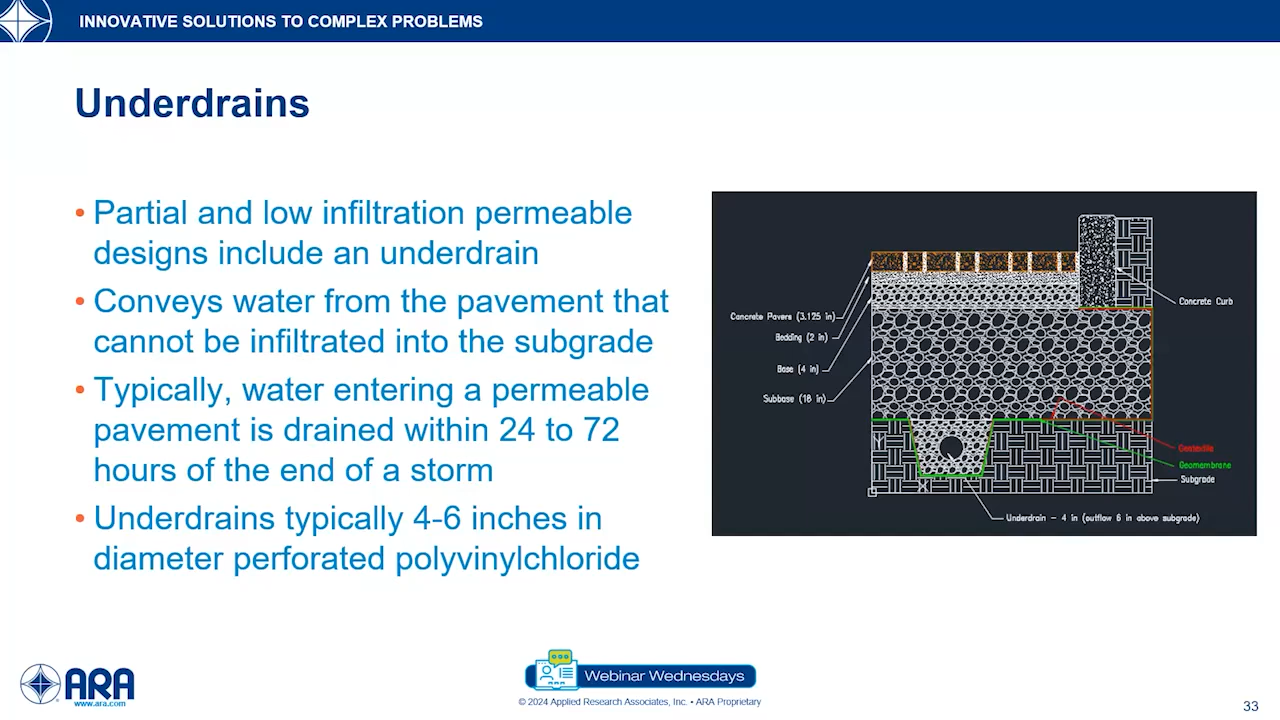 INNOVATIVE SOLUTIONS TO COMPLEX PROBLEMS
Underdrains
• Partial and low infiltration permeable
designs include an underdrain
• Conveys water from the pavement that
cannot be infiltrated into the subgrade
• Typically, water entering a permeable
pavement is drained within 24 to 72
hours of the end of a storm
• Underdrains typically 4-6 inches in
diameter perforated polyvinylchloride
Concrete Curb
Concrete Pavers (3.125 in)
Bedding (2 in)
Base (4 in)
Subbase (18 in)
Geotextile
Geomembrane
Subgrade
Y
X
Underdrain - 4 in (outflow 6 in above subgrade)
ARA
www.ara.com
Webinar Wednesdays
© 2024 Applied Research Associates, Inc. • ARA Proprietary
33